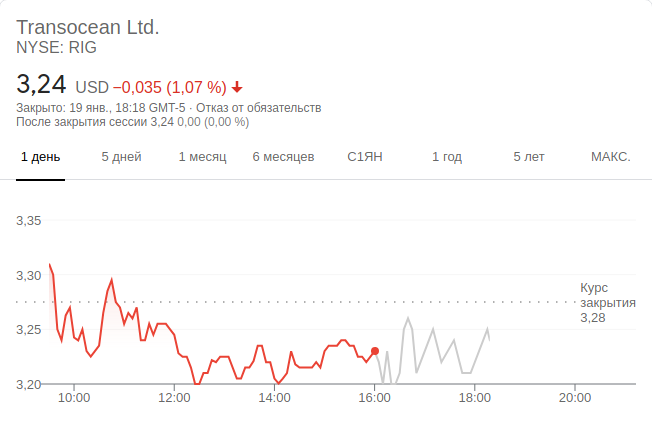 Transocean Ltd.
NYSE: RIG
3,24 USD −0,035 (1,07 %)
Закрыто: 19 янв., 18:18 GMT-5 · Отказ от обязательств
После закрытия сессии 3,24 0,00 (0,00 %)
1 день 5 дней 1 месяц 6 месяцев С1ЯН 1 год 5 лет МАКС.
3,35
3,30
Курс
закрытия
3,28
3,25
3,20
10:00 12:00 14:00 16:00 18:00 20:00